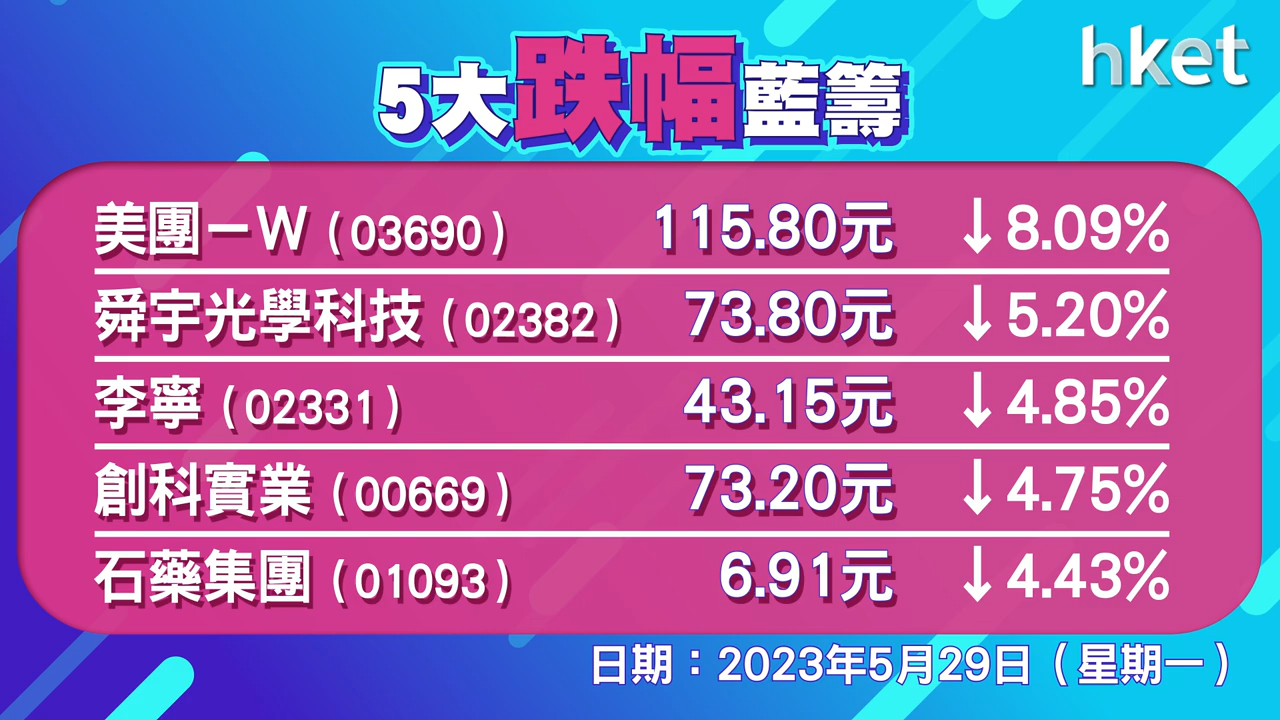 hket
5大跌幅藍籌
美團－W（03690） 115.80元 ↓8.09%
舜宇光學科技（02382） 73.80元 ↓5.20%
李寧（02331） 43.15元 ↓4.85%
創科實業（00669） 73.20元 ↓4.75%
石藥集團（01093） 6.91元 ↓4.43%
日期：2023年5月29日（星期一）